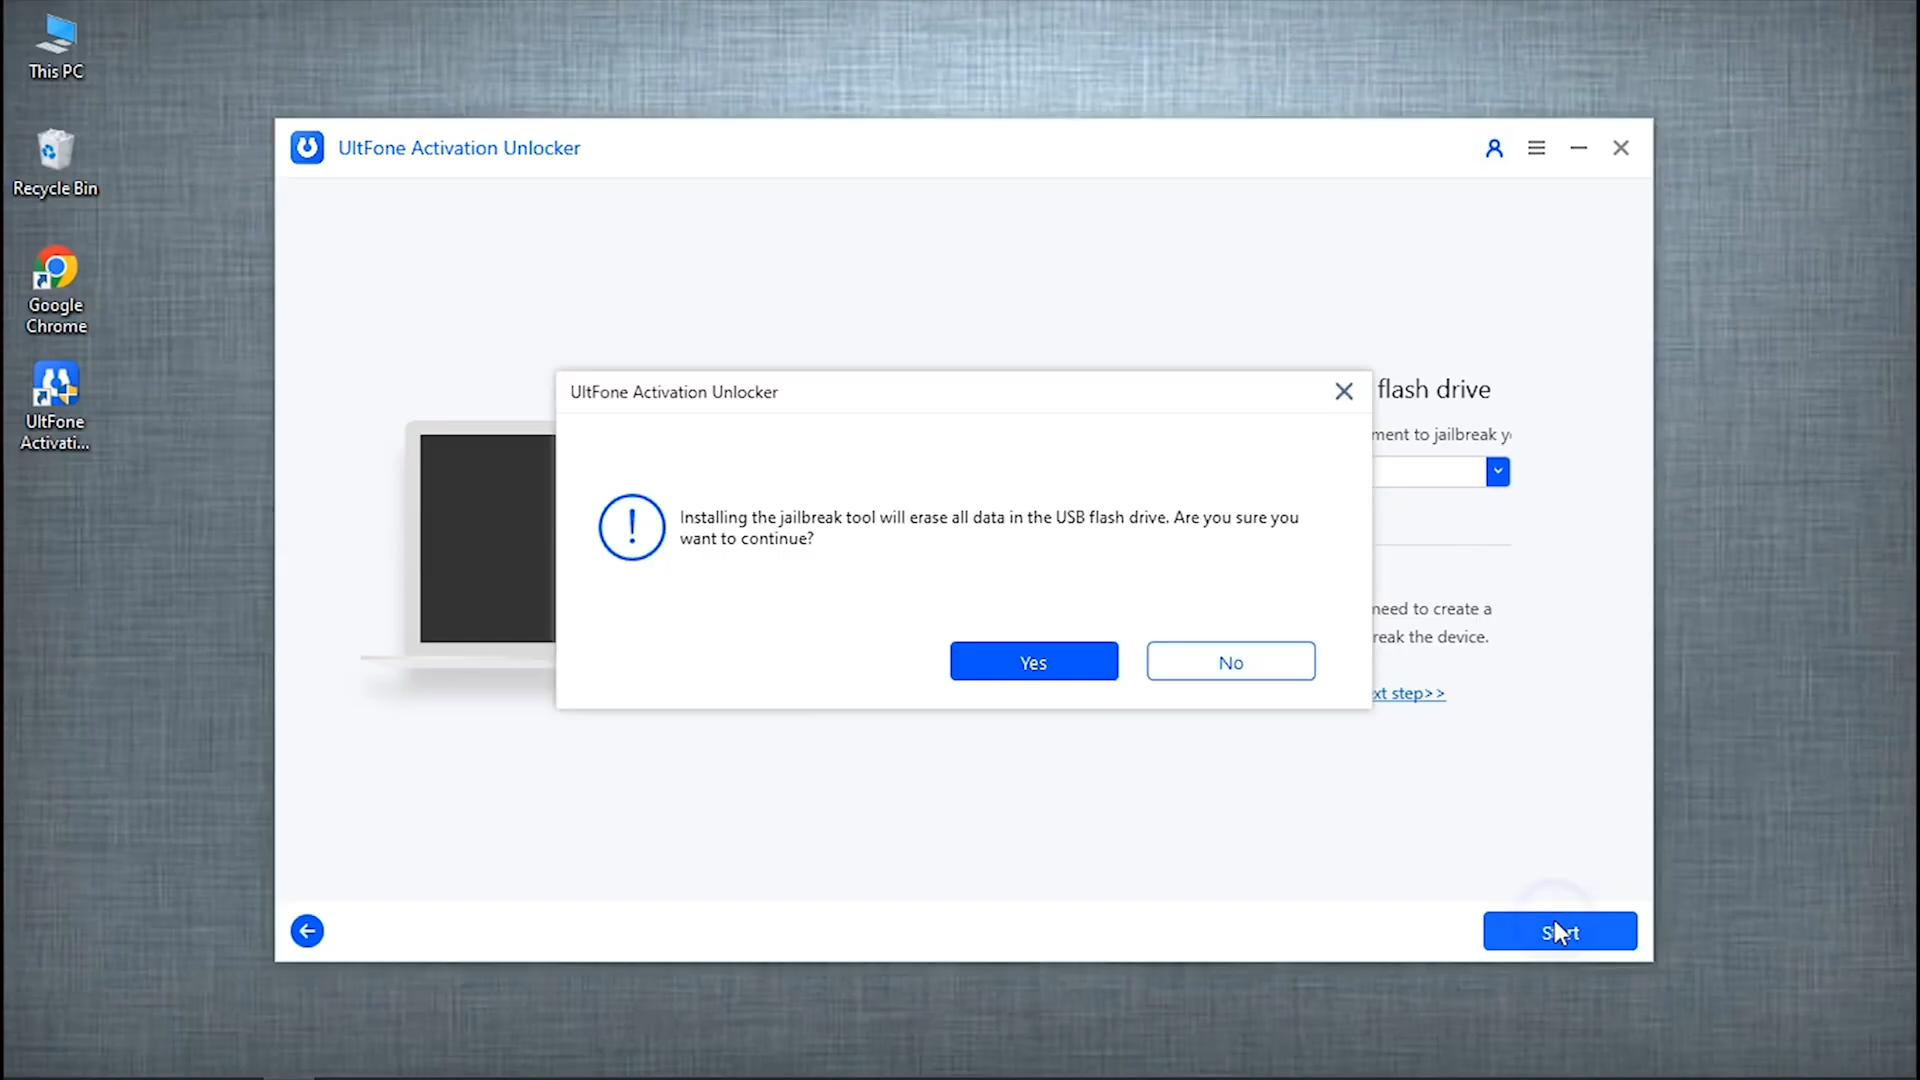 This PC
Recycle Bin
Google
Chrome
UltFone
Activati...
UltFone Activation Unlocker
flash drive
ment to jailbreak
UltFone Activation Unlocker
Installing the jailbreak tool will erase all data in the USB flash drive. Are you sure you
want to continue?
Yes
No
need to create a
reak the device.
xt step>>